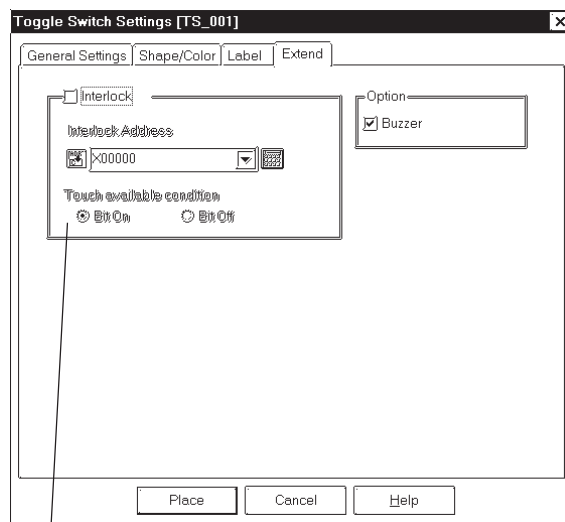 Toggle Switch Settings [TS_001]
General Settings Shape/Color Label Extend
Interlock
Option
Buzzer
Interlock Address
X00000
Touch available condition
Bit On Bit Off
Place Cancel Help